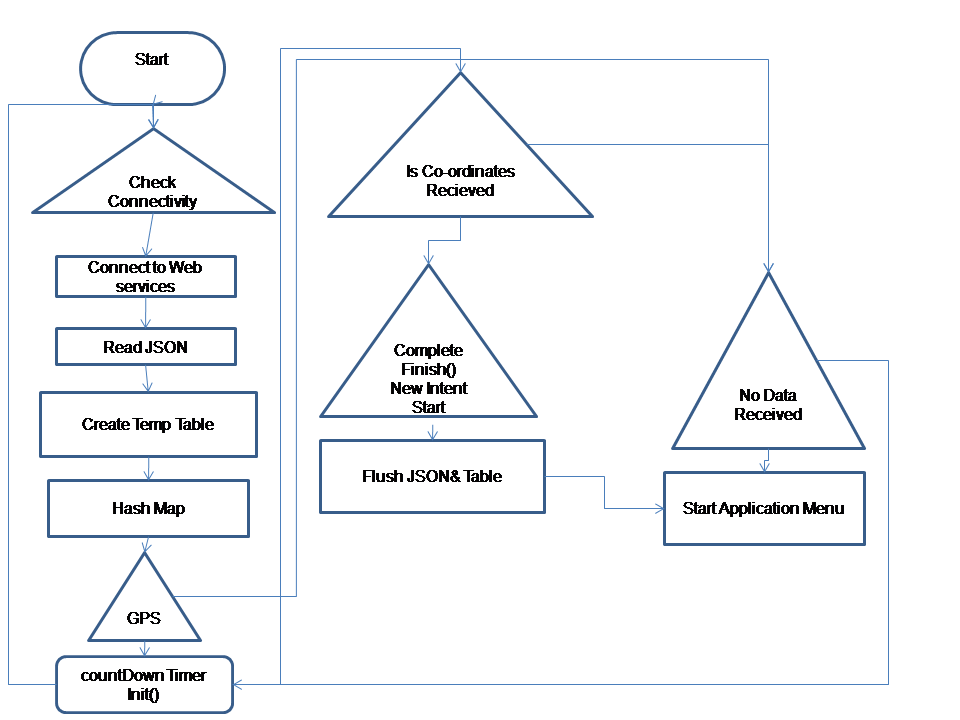 Start
Check
Connectivity
Connect to Web
services
Read JSON
Create Temp Table
Hash Map
GPS
countDown Timer
Init()
Is Co-ordinates
Recieved
Complete
Finish()
New Intent
Start
Flush JSON& Table
No Data
Received
Start Application Menu